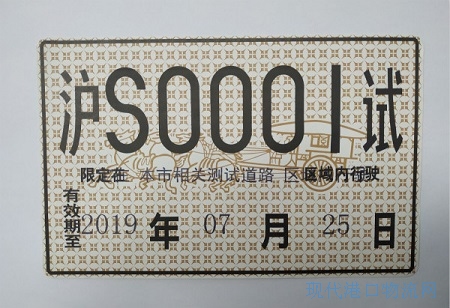 沪S0001试
限定在 本市相关测试道路 区 区域内行驶
有效期至 2019 年 07 月 25 日